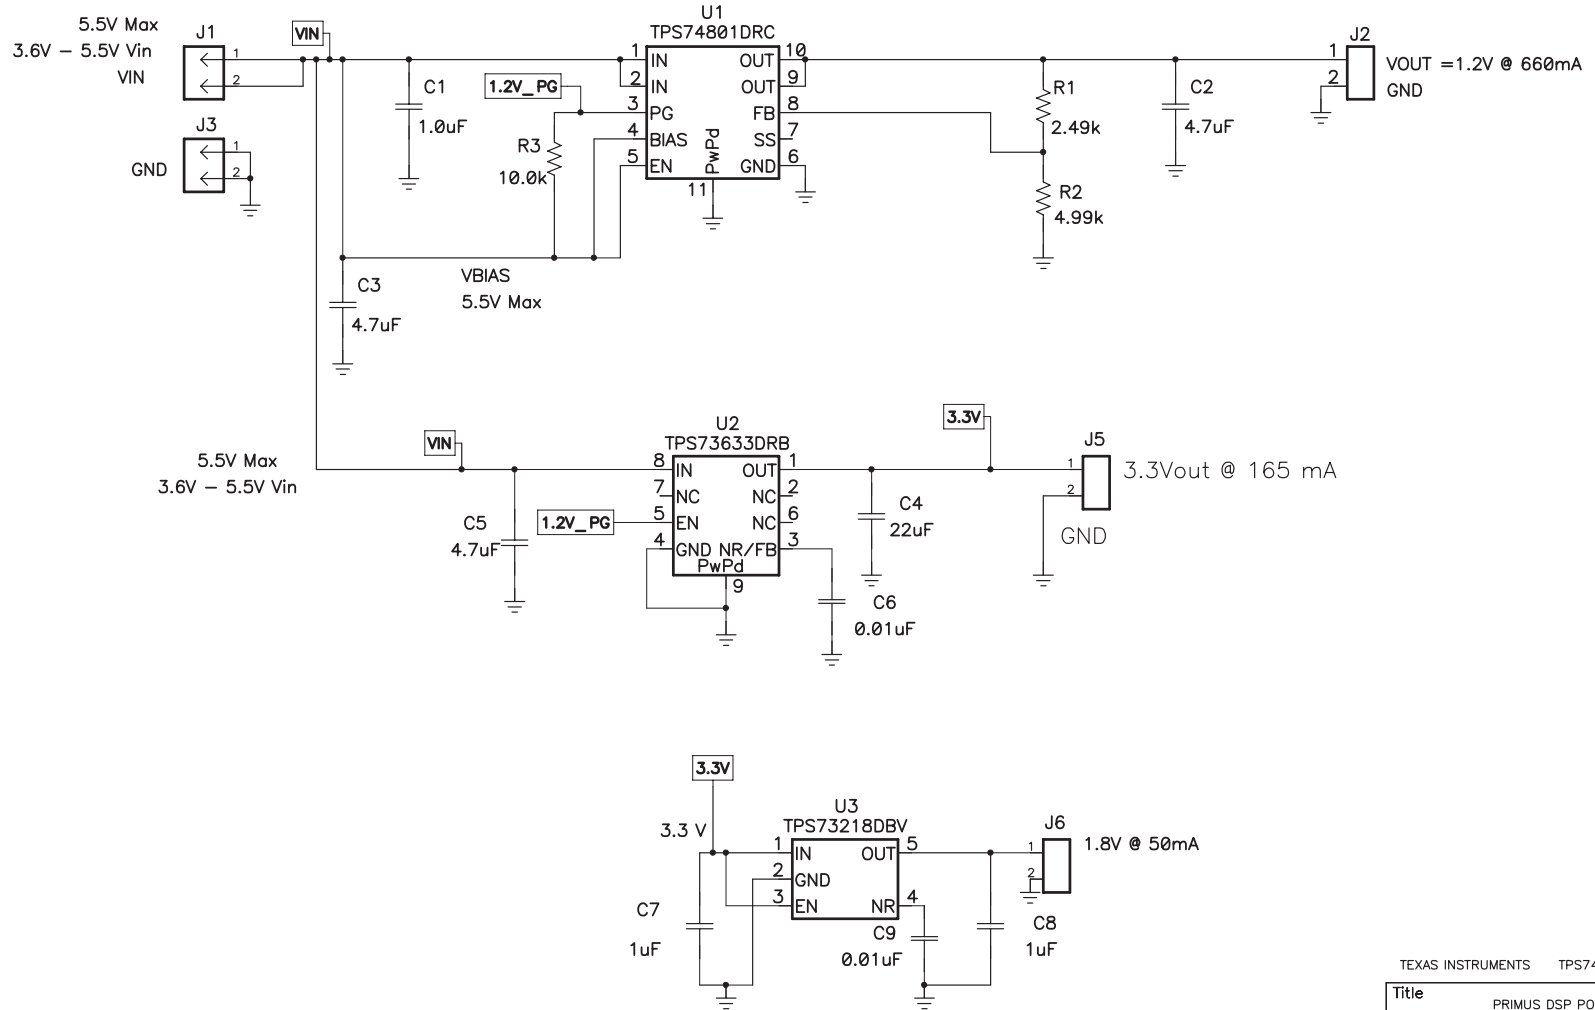 5.5V Max
3.6V – 5.5V Vin
VIN
J1
1
2
VIN
J3
1
2
GND
C1
1.0uF
1.2V_PG
R3
10.0k
U1
TPS74801DRC
1 IN OUT 10
2 IN OUT 9
3 PG FB 8
4 BIAS SS 7
5 EN GND 6
PwPd
11
R1
2.49k
R2
4.99k
C2
4.7uF
J2
1
2
VOUT =1.2V @ 660mA
GND
VBIAS
5.5V Max
C3
4.7uF
5.5V Max
3.6V – 5.5V Vin
VIN
C5
4.7uF
1.2V_PG
U2
TPS73633DRB
8 IN OUT 1
7 NC NC 2
5 EN NC 6
4 GND NR/FB 3
PwPd
9
3.3V
C4
22uF
C6
0.01uF
J5
1
2
3.3Vout @ 165 mA
GND
3.3V
3.3 V
U3
TPS73218DBV
1 IN OUT 5
2 GND
3 EN NR 4
C7
1uF
C9
0.01uF
C8
1uF
J6
1
2
1.8V @ 50mA
TEXAS INSTRUMENTS TPS74
Title
PRIMUS DSP PO